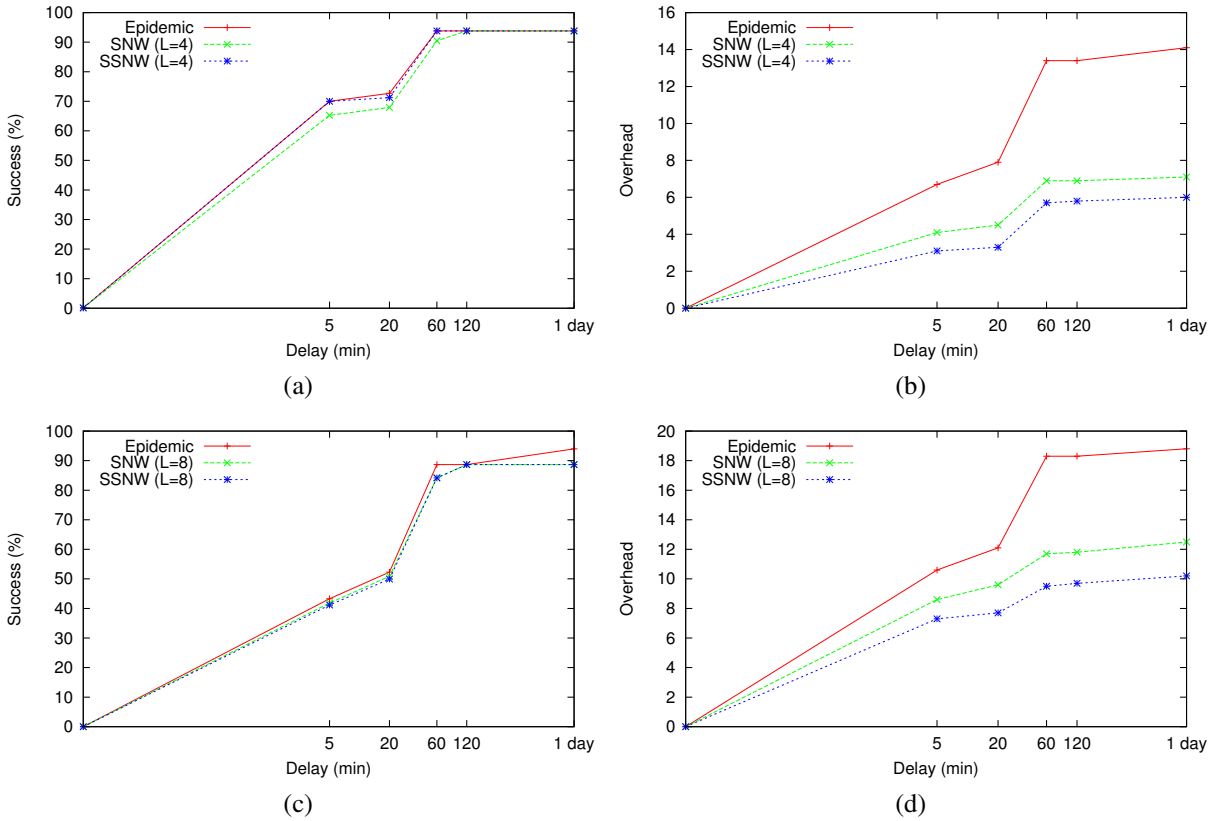 100
90
80
70
60
50
40
30
20
10
0
Success (%)
Epidemic
SNW (L=4)
SSNW (L=4)
5 20 60 120 1 day
Delay (min)
(a)
16
14
12
10
8
6
4
2
0
Overhead
Epidemic
SNW (L=4)
SSNW (L=4)
5 20 60 120 1 day
Delay (min)
(b)
100
90
80
70
60
50
40
30
20
10
0
Success (%)
Epidemic
SNW (L=8)
SSNW (L=8)
5 20 60 120 1 day
Delay (min)
(c)
20
18
16
14
12
10
8
6
4
2
0
Overhead
Epidemic
SNW (L=8)
SSNW (L=8)
5 20 60 120 1 day
Delay (min)
(d)